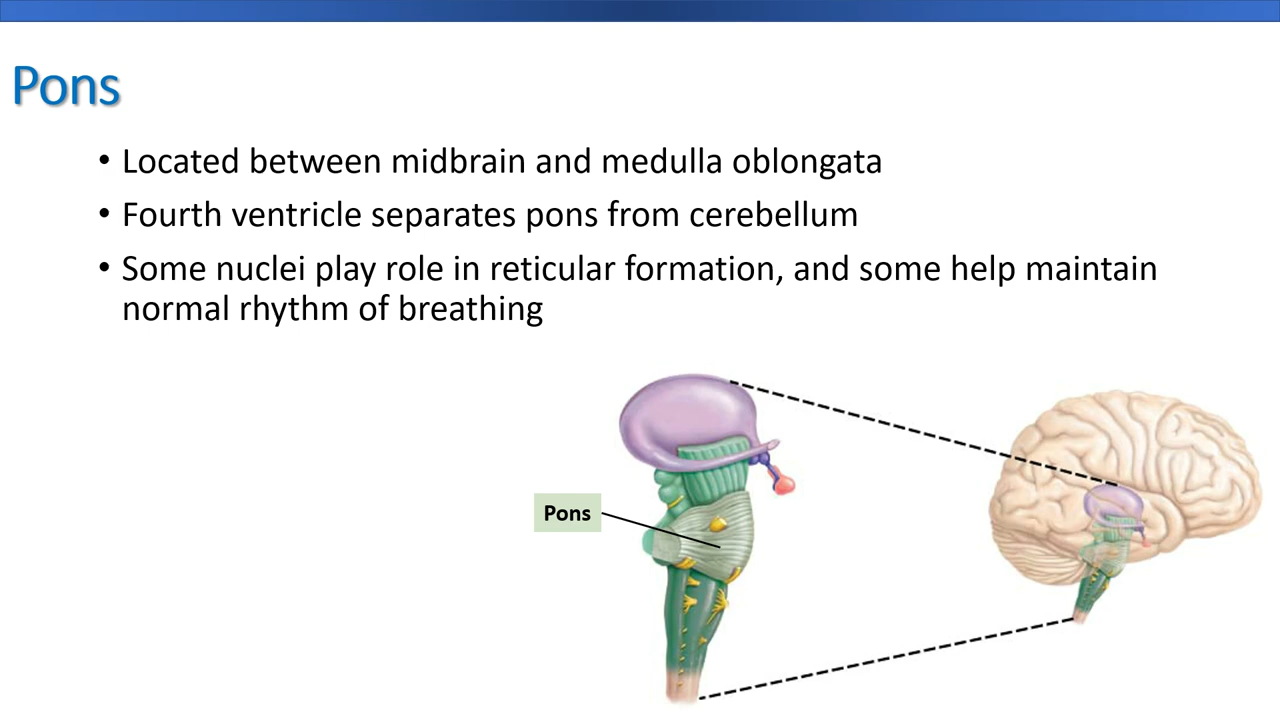 Pons
• Located between midbrain and medulla oblongata
• Fourth ventricle separates pons from cerebellum
• Some nuclei play role in reticular formation, and some help maintain
normal rhythm of breathing
Pons